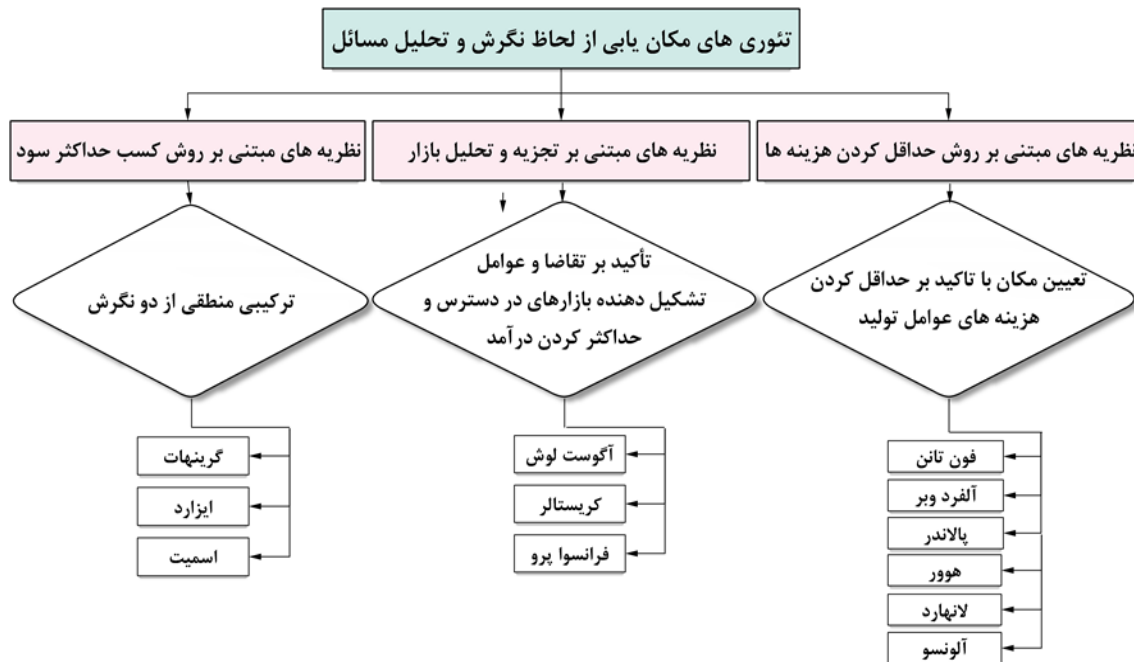 تئوری های مکان یابی از لحاظ نگرش و تحلیل مسائل
نظریه های مبتنی بر روش حداقل کردن هزینه ها
نظریه های مبتنی بر تجزیه و تحلیل بازار
نظریه های مبتنی بر روش کسب حداکثر سود
تعیین مکان با تاکید بر حداقل کردن
هزینه های عوامل تولید
تأکید بر تقاضا و عوامل
تشکیل دهنده بازارهای در دسترس و
حداکثر کردن درآمد
ترکیبی منطقی از دو نگرش
فون تانن
آلفرد وبر
پالاندر
هوور
لانهارد
آلونسو
آگوست لوش
کریستالر
فرانسوا پرو
گرینهات
ایزارد
اسمیت